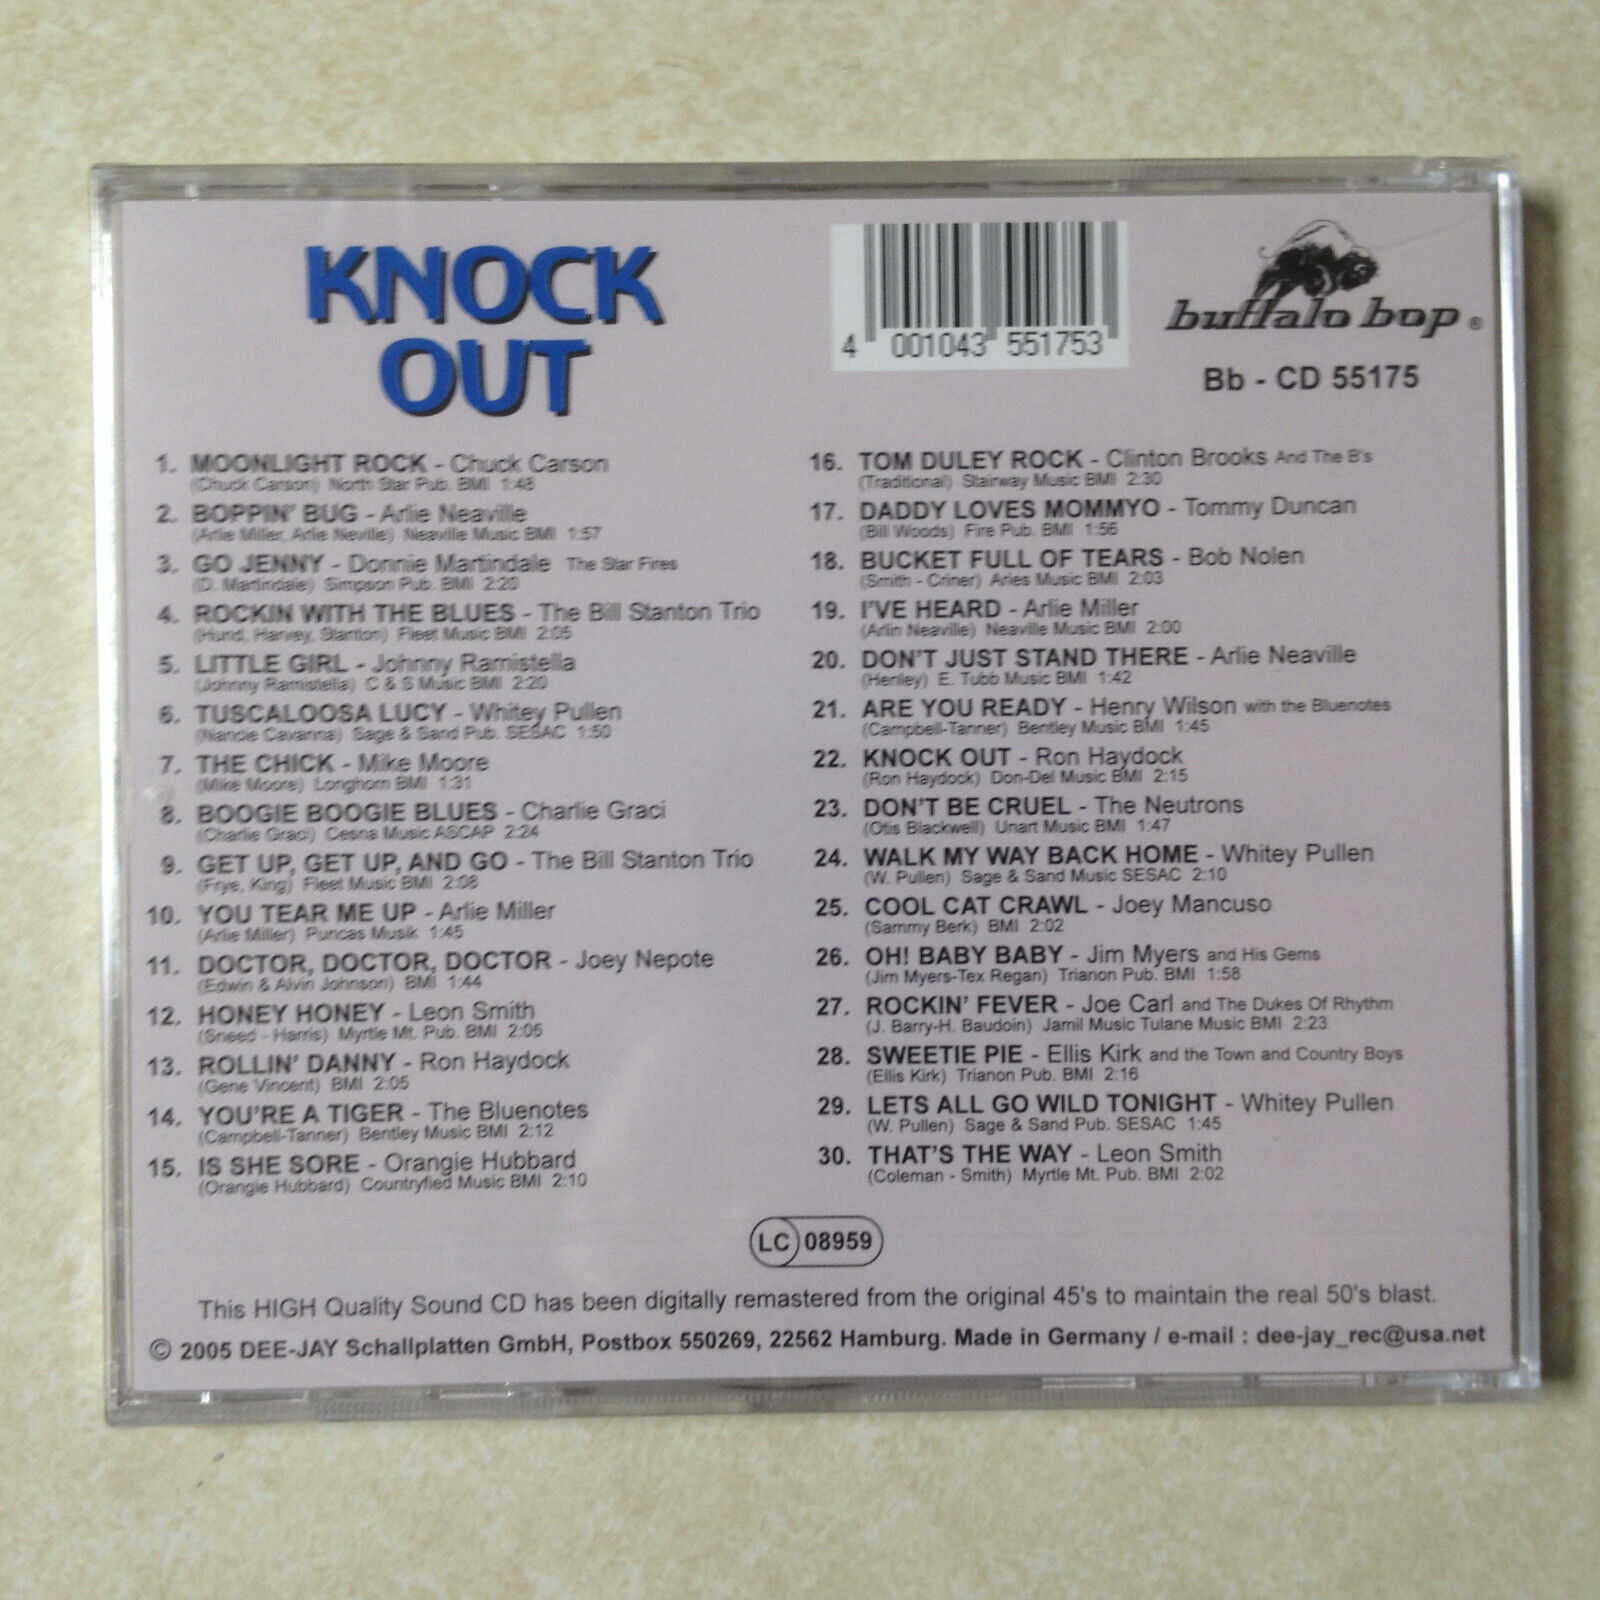 KNOCK
OUT
4 001043 551753
buffalo bop ®
Bb - CD 55175
1. MOONLIGHT ROCK - Chuck Carson
(Chuck Carson) North Star Pub. BMI 1:48
2. BOPPIN' BUG - Arlie Neaville
(Arlie Miller, Arlie Neville) Neaville Music BMI 1:57
3. GO JENNY - Donnie Martindale The Star Fires
(D. Martindale) Simpson Pub. BMI 2:20
4. ROCKIN WITH THE BLUES - The Bill Stanton Trio
(Hund, Harvey, Stanton) Fleet Music BMI 2:05
5. LITTLE GIRL - Johnny Ramistella
(Johnny Ramistella) C & S Music BMI 2:20
6. TUSCALOOSA LUCY - Whitey Pullen
(Nancie Cavanna) Sage & Sand Pub. SESAC 1:50
7. THE CHICK - Mike Moore
(Mike Moore) Longhorn BMI 1:31
8. BOOGIE BOOGIE BLUES - Charlie Graci
(Charlie Graci) Cesna Music ASCAP 2:24
9. GET UP, GET UP, AND GO - The Bill Stanton Trio
(Frye, King) Fleet Music BMI 2:08
10. YOU TEAR ME UP - Arlie Miller
(Arlie Miller) Puncas Musik 1:45
11. DOCTOR, DOCTOR, DOCTOR - Joey Nepote
(Edwin & Alvin Johnson) BMI 1:44
12. HONEY HONEY - Leon Smith
(Sneed - Harris) Myrtle Mt. Pub. BMI 2:05
13. ROLLIN' DANNY - Ron Haydock
(Gene Vincent) BMI 2:05
14. YOU'RE A TIGER - The Bluenotes
(Campbell-Tanner) Bentley Music BMI 2:12
15. IS SHE SORE - Orangie Hubbard
(Orangie Hubbard) Countryfied Music BMI 2:10
16. TOM DULEY ROCK - Clinton Brooks And The B's
(Traditional) Stairway Music BMI 2:30
17. DADDY LOVES MOMMYO - Tommy Duncan
(Bill Woods) Fire Pub. BMI 1:56
18. BUCKET FULL OF TEARS - Bob Nolen
(Smith - Criner) Aries Music BMI 2:03
19. I'VE HEARD - Arlie Miller
(Arlin Neaville) Neaville Music BMI 2:00
20. DON'T JUST STAND THERE - Arlie Neaville
(Henley) E. Tubb Music BMI 1:42
21. ARE YOU READY - Henry Wilson with the Bluenotes
(Campbell-Tanner) Bentley Music BMI 1:45
22. KNOCK OUT - Ron Haydock
(Ron Haydock) Don-Del Music BMI 2:15
23. DON'T BE CRUEL - The Neutrons
(Otis Blackwell) Unart Music BMI 1:47
24. WALK MY WAY BACK HOME - Whitey Pullen
(W. Pullen) Sage & Sand Music SESAC 2:10
25. COOL CAT CRAWL - Joey Mancuso
(Sammy Berk) BMI 2:02
26. OH! BABY BABY - Jim Myers and His Gems
(Jim Myers-Tex Regan) Trianon Pub. BMI 1:58
27. ROCKIN' FEVER - Joe Carl and The Dukes Of Rhythm
(J. Barry-H. Baudoin) Jamil Music Tulane Music BMI 2:23
28. SWEETIE PIE - Ellis Kirk and the Town and Country Boys
(Ellis Kirk) Trianon Pub. BMI 2:16
29. LETS ALL GO WILD TONIGHT - Whitey Pullen
(W. Pullen) Sage & Sand Pub. SESAC 1:45
30. THAT'S THE WAY - Leon Smith
(Coleman - Smith) Myrtle Mt. Pub. BMI 2:02
LC 08959
This HIGH Quality Sound CD has been digitally remastered from the original 45's to maintain the real 50's blast.
© 2005 DEE-JAY Schallplatten GmbH, Postbox 550269, 22562 Hamburg. Made in Germany / e-mail : dee-jay_rec@usa.net